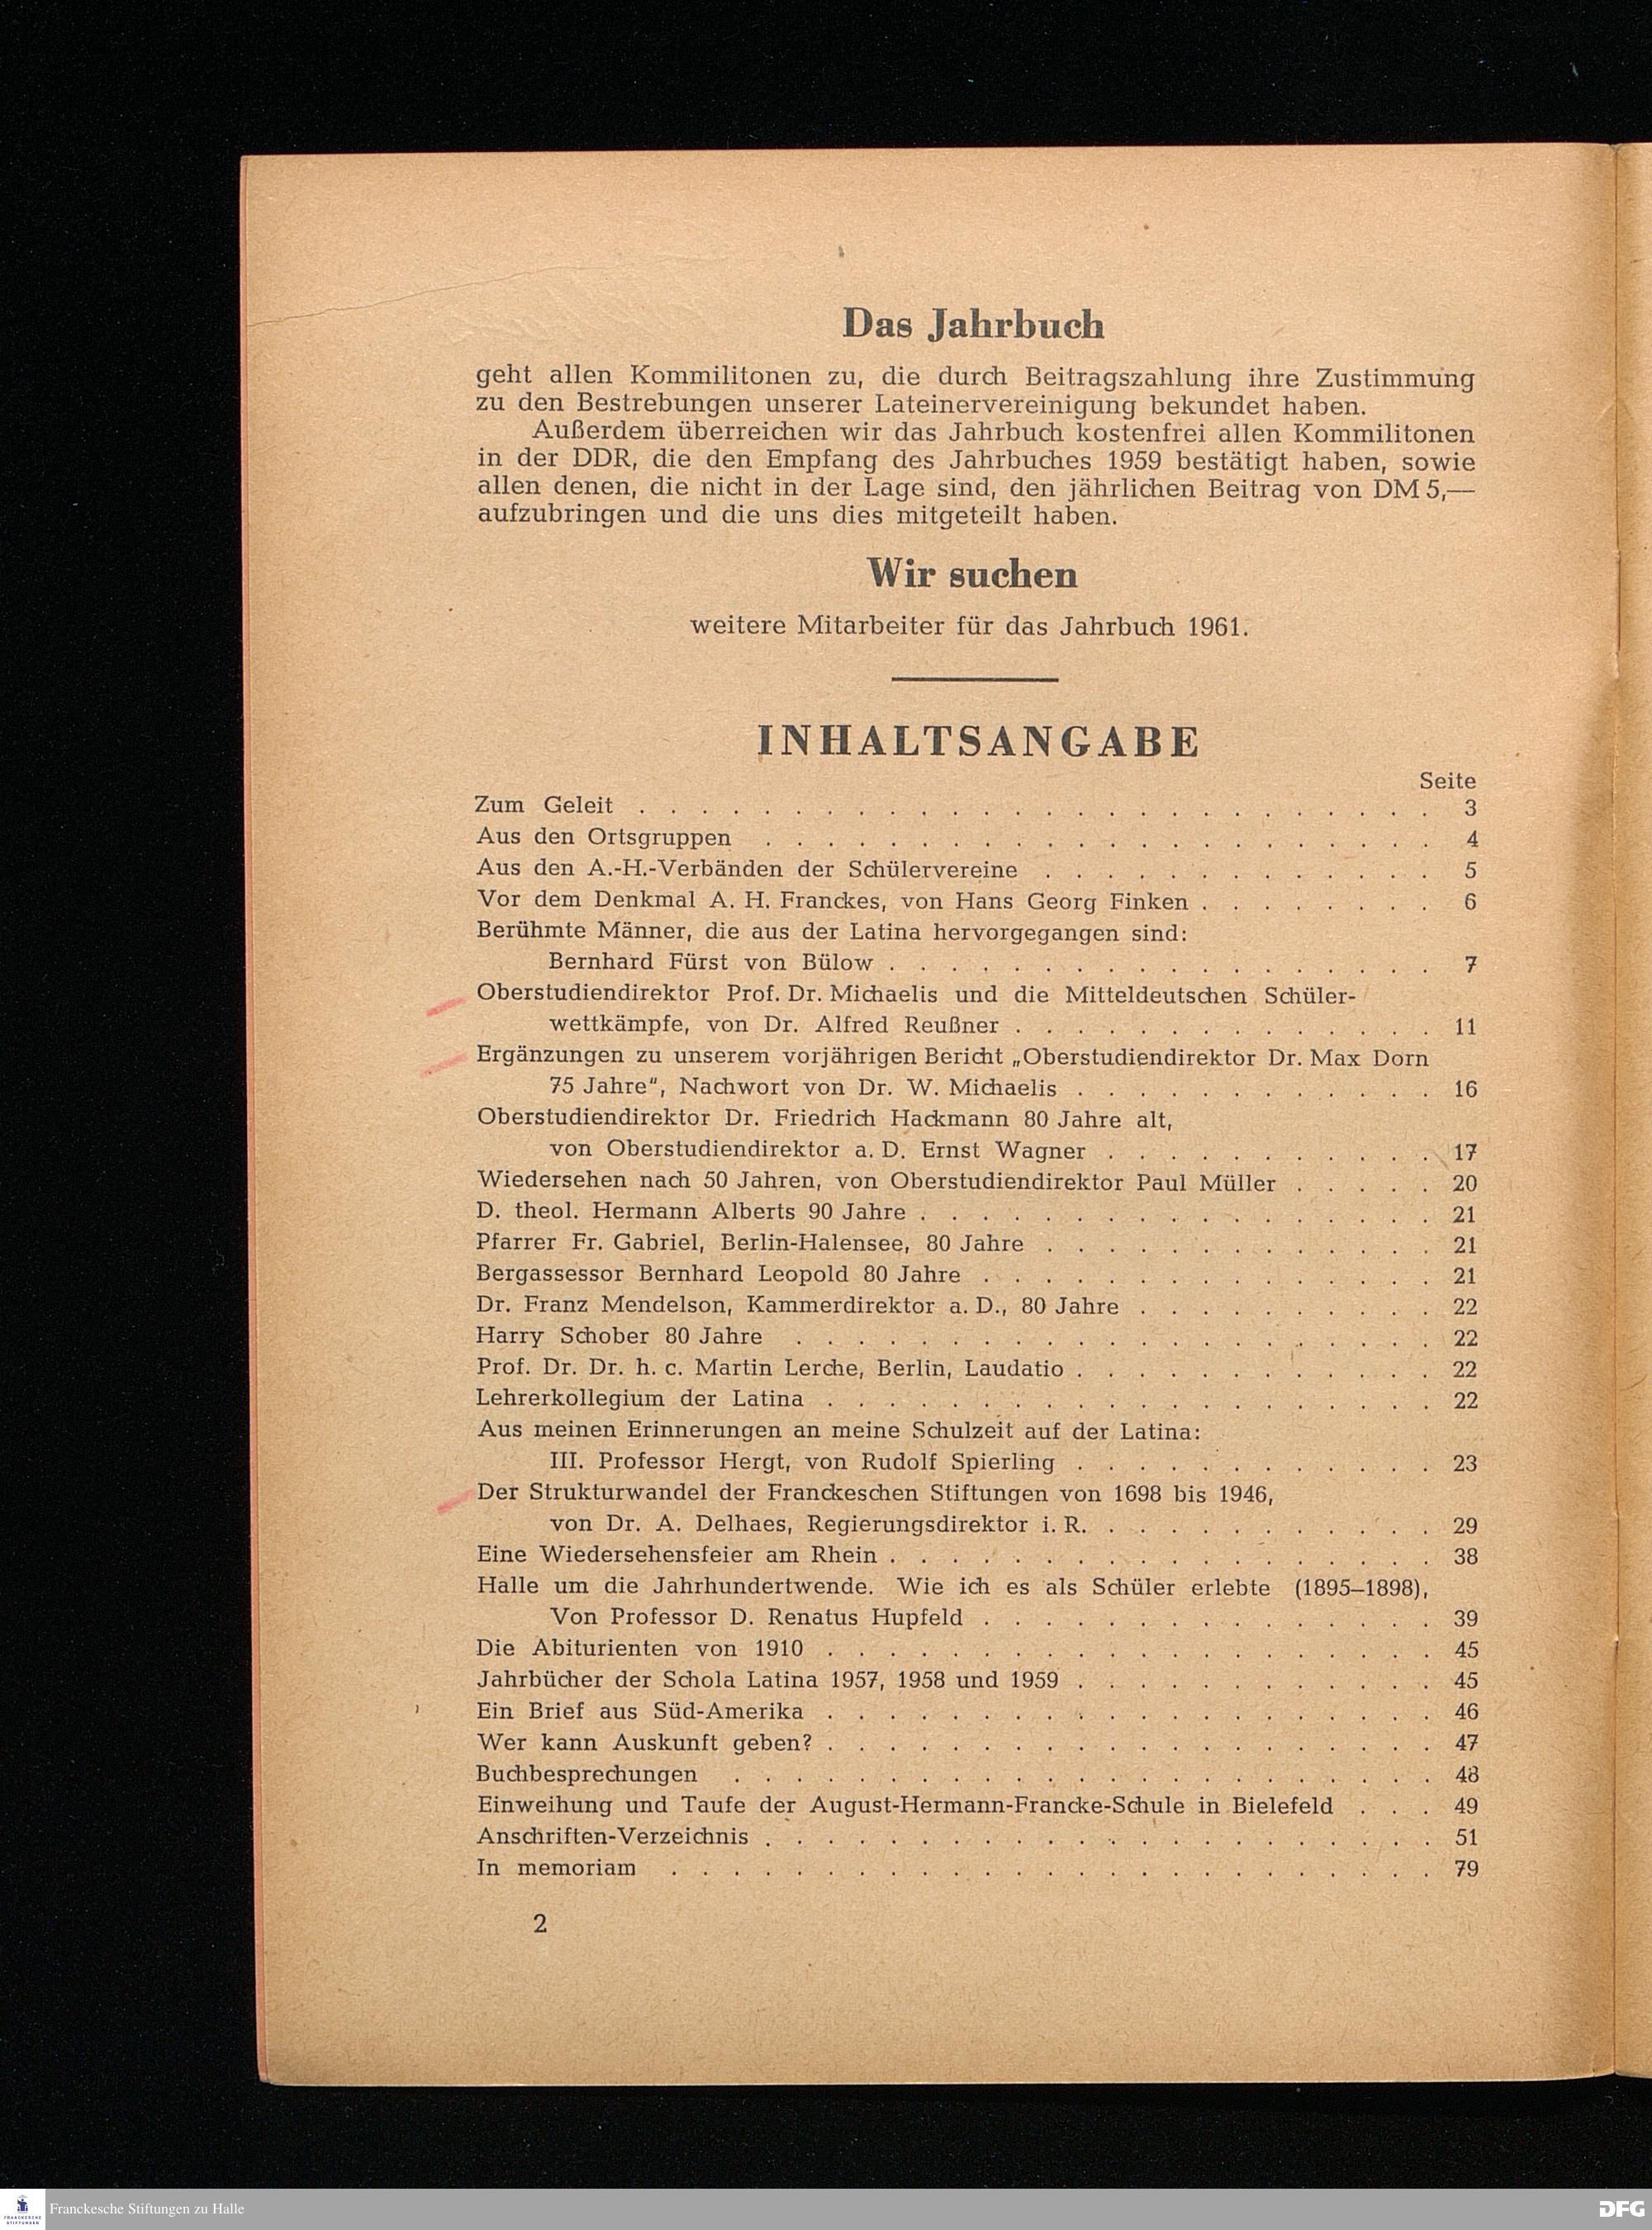 Das Jahrbuch
geht allen Kommilitonen zu, die durch Beitragszahlung ihre Zustimmung
zu den Bestrebungen unserer Lateinervereinigung bekundet haben.
Außerdem überreichen wir das Jahrbuch kostenfrei allen Kommilitonen
in der DDR, die den Empfang des Jahrbuches 1959 bestätigt haben, sowie
allen denen, die nicht in der Lage sind, den jährlichen Beitrag von DM 5,—
aufzubringen und die uns dies mitgeteilt haben.
Wir suchen
weitere Mitarbeiter für das Jahrbuch 1961.
INHALTSANGABE
Seite
Zum Geleit . . . . . . . . . . . . . . . . . . . . . . . . . . 3
Aus den Ortsgruppen . . . . . . . . . . . . . . . . . . . . . . 4
Aus den A.-H.-Verbänden der Schülervereine . . . . . . . . . . . . . 5
Vor dem Denkmal A. H. Franckes, von Hans Georg Finken . . . . . . . . 6
Berühmte Männer, die aus der Latina hervorgegangen sind:
Bernhard Fürst von Bülow . . . . . . . . . . . . . . . . . . 7
Oberstudiendirektor Prof. Dr. Michaelis und die Mitteldeutschen Schüler-
wettkämpfe, von Dr. Alfred Reußner . . . . . . . . . . . . . . 11
Ergänzungen zu unserem vorjährigen Bericht „Oberstudiendirektor Dr. Max Dorn
75 Jahre“, Nachwort von Dr. W. Michaelis . . . . . . . . . . . . 16
Oberstudiendirektor Dr. Friedrich Hackmann 80 Jahre alt,
von Oberstudiendirektor a. D. Ernst Wagner . . . . . . . . . . . 17
Wiedersehen nach 50 Jahren, von Oberstudiendirektor Paul Müller . . . . . 20
D. theol. Hermann Alberts 90 Jahre . . . . . . . . . . . . . . . . . 21
Pfarrer Fr. Gabriel, Berlin-Halensee, 80 Jahre . . . . . . . . . . . . . 21
Bergassessor Bernhard Leopold 80 Jahre . . . . . . . . . . . . . . . 21
Dr. Franz Mendelson, Kammerdirektor a. D., 80 Jahre . . . . . . . . . . 22
Harry Schober 80 Jahre . . . . . . . . . . . . . . . . . . . . . 22
Prof. Dr. Dr. h. c. Martin Lerche, Berlin, Laudatio . . . . . . . . . . . . 22
Lehrerkollegium der Latina . . . . . . . . . . . . . . . . . . . . 22
Aus meinen Erinnerungen an meine Schulzeit auf der Latina:
III. Professor Hergt, von Rudolf Spierling . . . . . . . . . . . . 23
Der Strukturwandel der Franckeschen Stiftungen von 1698 bis 1946,
von Dr. A. Delhaes, Regierungsdirektor i. R. . . . . . . . . . . . 29
Eine Wiedersehensfeier am Rhein . . . . . . . . . . . . . . . . . . 38
Halle um die Jahrhundertwende. Wie ich es als Schüler erlebte (1895–1898),
Von Professor D. Renatus Hupfeld . . . . . . . . . . . . . . . 39
Die Abiturienten von 1910 . . . . . . . . . . . . . . . . . . . . 45
Jahrbücher der Schola Latina 1957, 1958 und 1959 . . . . . . . . . . . . 45
Ein Brief aus Süd-Amerika . . . . . . . . . . . . . . . . . . . . 46
Wer kann Auskunft geben? . . . . . . . . . . . . . . . . . . . . 47
Buchbesprechungen . . . . . . . . . . . . . . . . . . . . . . . 48
Einweihung und Taufe der August-Hermann-Francke-Schule in Bielefeld . . . 49
Anschriften-Verzeichnis . . . . . . . . . . . . . . . . . . . . . . 51
In memoriam . . . . . . . . . . . . . . . . . . . . . . . . . 79
2
FRANCKESCHE
STIFTUNGEN
Franckesche Stiftungen zu Halle
DFG